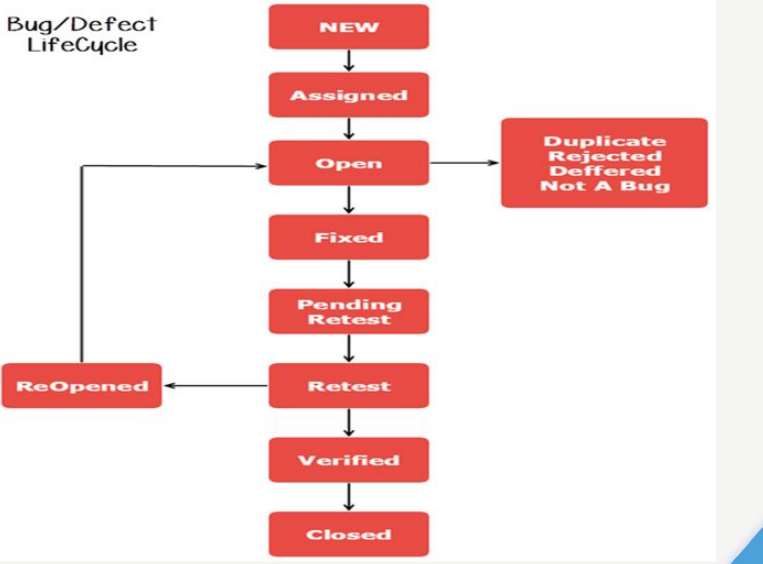 Bug/Defect
LifeCycle
NEW
Assigned
Open
Duplicate
Rejected
Deffered
Not A Bug
Fixed
Pending
Retest
ReOpened
Retest
Verified
Closed